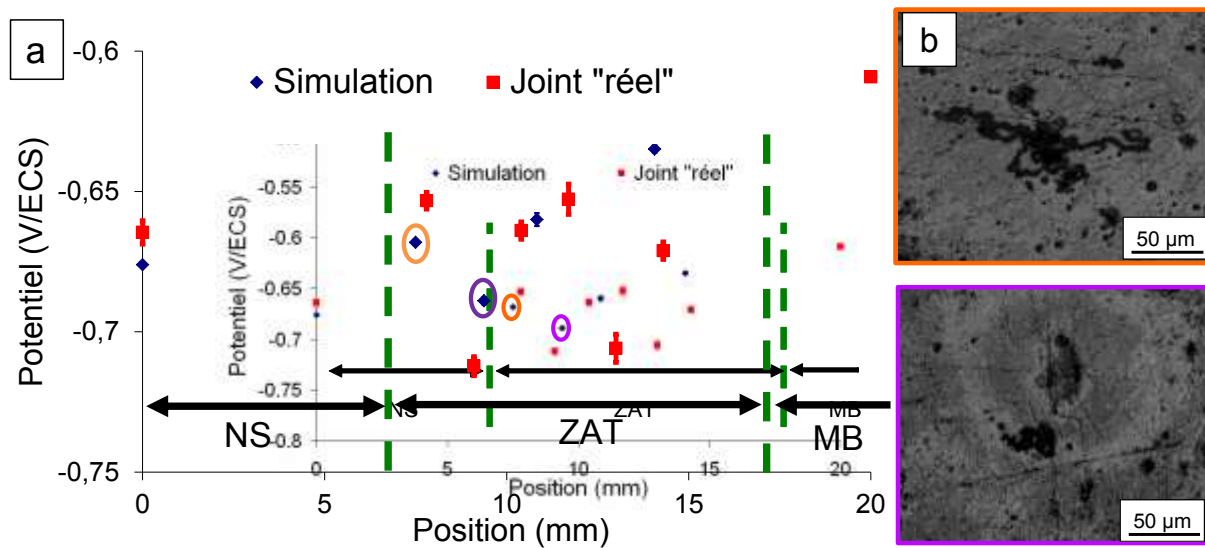 a
-0,6
Simulation
Joint "réel"
-0,65
-0,7
-0,75
Potentiel (V/ECS)
Simulation
Joint "réel"
-0.55
-0.6
-0.65
-0.7
-0.75
-0.8
Potentiel (V/ECS)
NS
ZAT
MB
NS
ZAT
MB
0
5
10
15
20
Position (mm)
0
5
10
15
20
Position (mm)
b
50 µm
50 µm